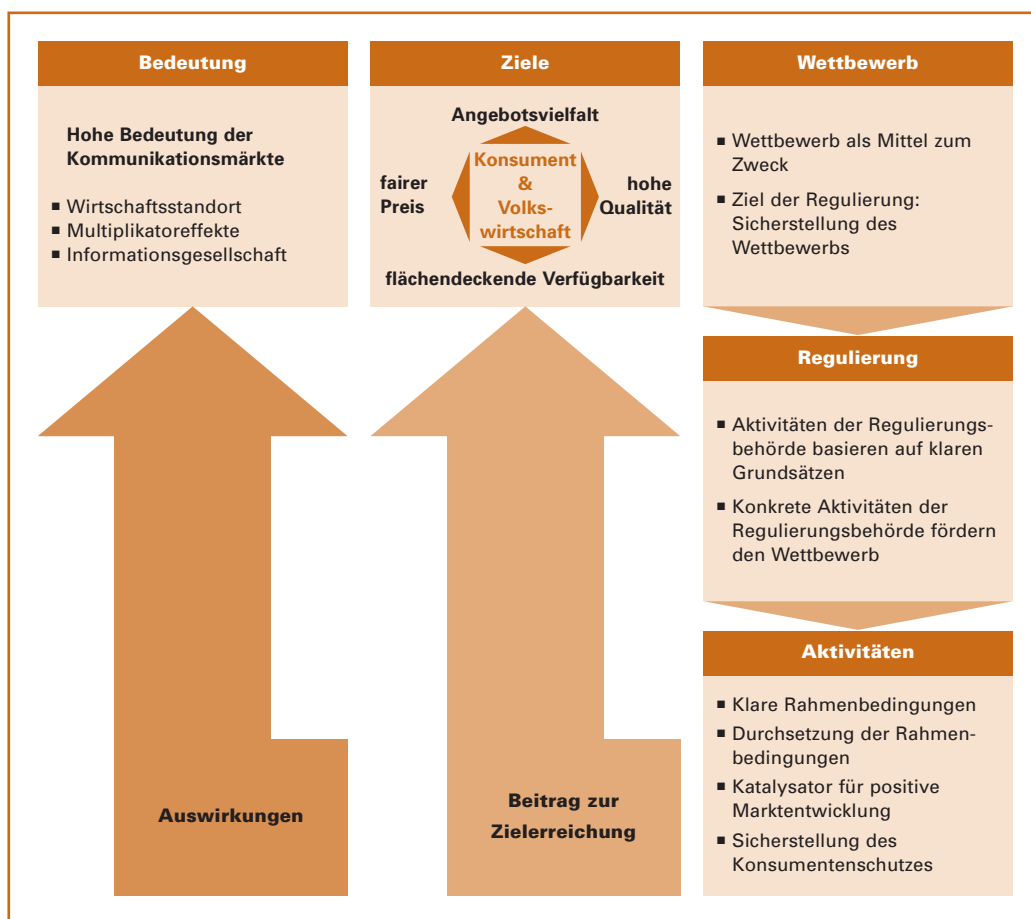 Bedeutung
Hohe Bedeutung der
Kommunikationsmärkte
▪ Wirtschaftsstandort
▪ Multiplikatoreffekte
▪ Informationsgesellschaft
Ziele
Angebotsvielfalt
fairer
Preis
Konsument
&
Volks-
wirtschaft
hohe
Qualität
flächendeckende Verfügbarkeit
Wettbewerb
▪ Wettbewerb als Mittel zum
Zweck
▪ Ziel der Regulierung:
Sicherstellung des
Wettbewerbs
Regulierung
▪ Aktivitäten der Regulierungs-
behörde basieren auf klaren
Grundsätzen
▪ Konkrete Aktivitäten der
Regulierungsbehörde fördern
den Wettbewerb
Aktivitäten
▪ Klare Rahmenbedingungen
▪ Durchsetzung der Rahmen-
bedingungen
▪ Katalysator für positive
Marktentwicklung
▪ Sicherstellung des
Konsumentenschutzes
Auswirkungen
Beitrag zur
Zielerreichung